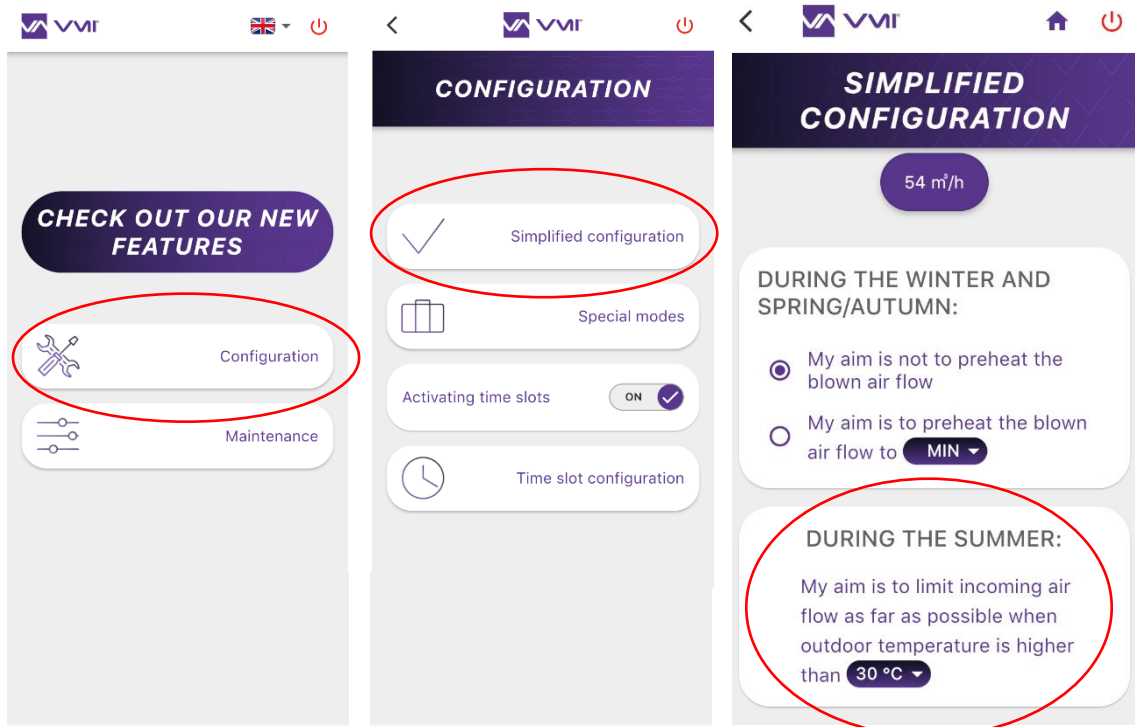 VMI
CHECK OUT OUR NEW
FEATURES
Configuration
Maintenance
VMI
CONFIGURATION
Simplified configuration
Special modes
Activating time slots ON
Time slot configuration
VMI
SIMPLIFIED
CONFIGURATION
54 m³/h
DURING THE WINTER AND
SPRING/AUTUMN:
My aim is not to preheat the
blown air flow
My aim is to preheat the blown
air flow to MIN
DURING THE SUMMER:
My aim is to limit incoming air
flow as far as possible when
outdoor temperature is higher
than 30 °C